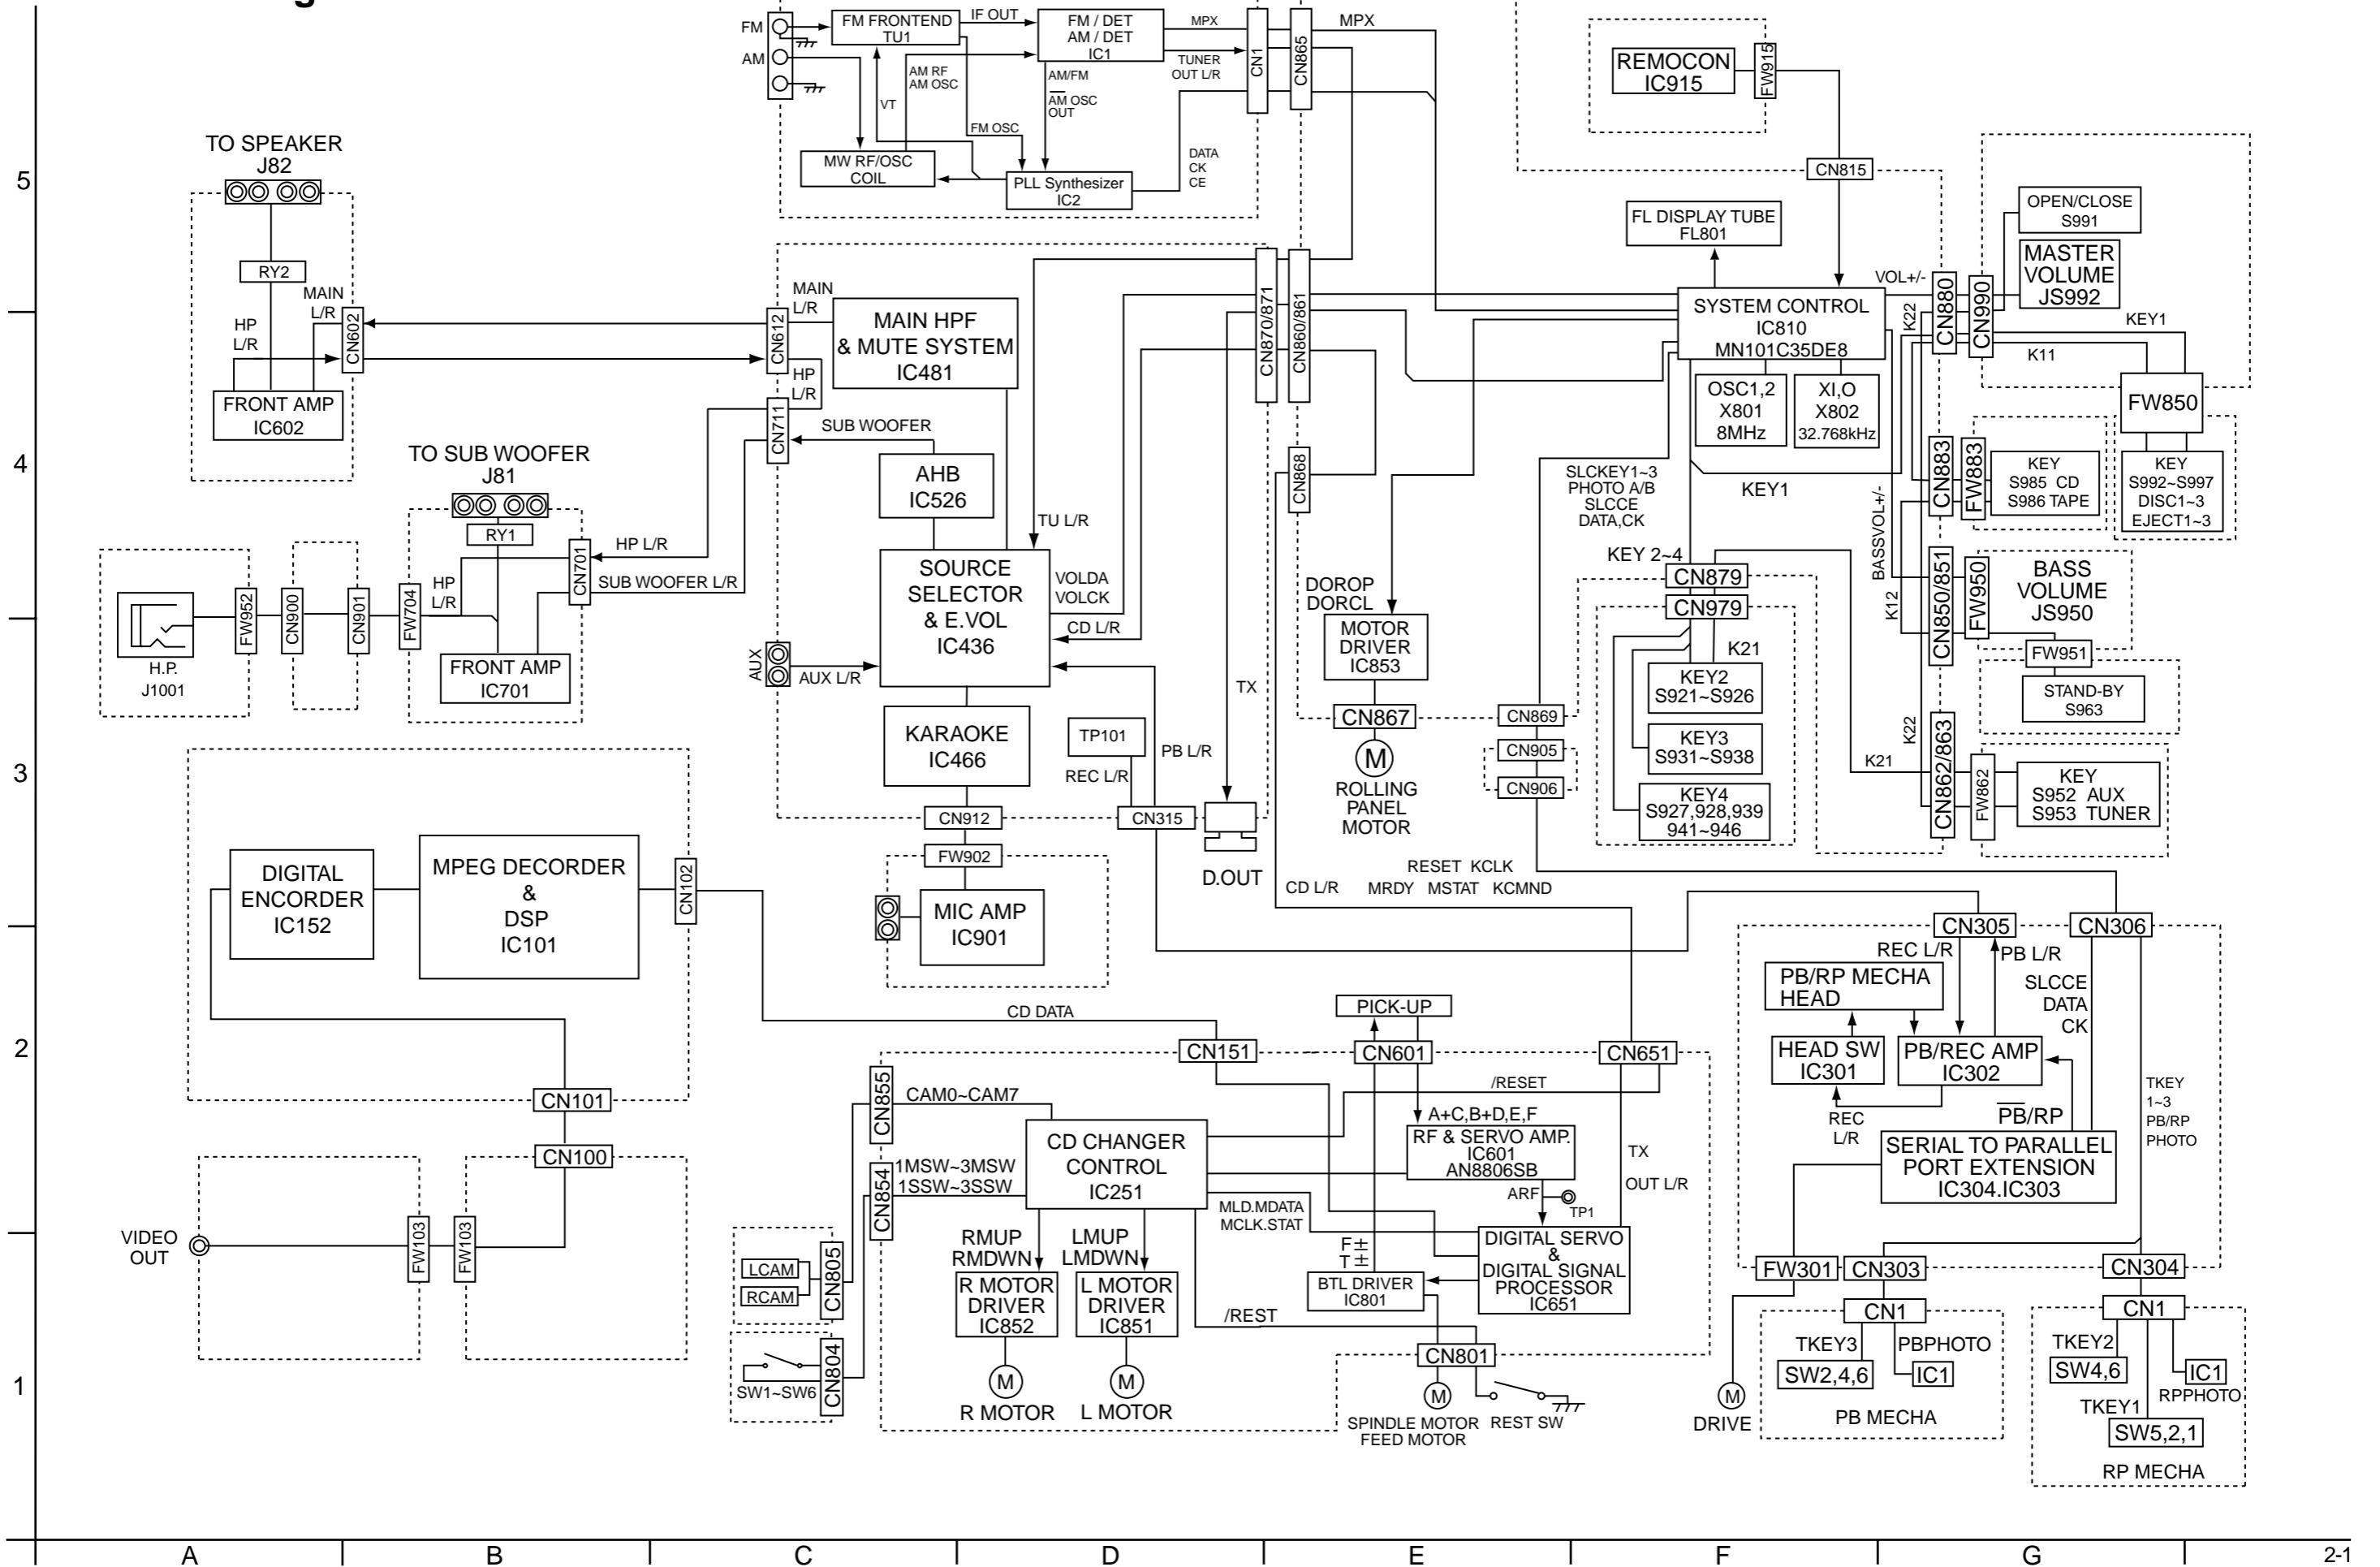 g
FM
AM
FM FRONTEND
TU1
IF OUT
FM / DET
AM / DET
IC1
MPX
TUNER
OUT L/R
CN1
CN865
MPX
AM RF
AM OSC
VT
AM/FM
AM OSC
OUT
FM OSC
MW RF/OSC
COIL
PLL Synthesizer
IC2
DATA
CK
CE
REMOCON
IC915
FW915
CN815
5
TO SPEAKER
J82
RY2
MAIN
L/R
HP
L/R
CN602
FRONT AMP
IC602
CN612
MAIN
L/R
MAIN HPF
& MUTE SYSTEM
IC481
HP
L/R
CN711
SUB WOOFER
AHB
IC526
TU L/R
CN870/871
CN860/861
CN868
FL DISPLAY TUBE
FL801
SYSTEM CONTROL
IC810
MN101C35DE8
OSC1,2
X801
8MHz
XI,O
X802
32.768kHz
VOL+/-
K22
CN880
CN990
OPEN/CLOSE
S991
MASTER
VOLUME
JS992
KEY1
K11
FW850
4
TO SUB WOOFER
J81
RY1
CN701
HP L/R
SUB WOOFER L/R
HP
L/R
FW704
FRONT AMP
IC701
H.P.
J1001
FW952
CN900
CN901
SOURCE
SELECTOR
& E.VOL
IC436
VOLDA
VOLCK
CD L/R
AUX
AUX L/R
KARAOKE
IC466
TP101
REC L/R
PB L/R
TX
CN912
CN315
D.OUT
SLCKEY1~3
PHOTO A/B
SLCCE
DATA,CK
KEY1
BASSVOL+/-
CN883
FW883
KEY
S985 CD
S986 TAPE
KEY
S992~S997
DISC1~3
EJECT1~3
KEY 2~4
CN879
CN979
K12
CN850/851
FW950
BASS
VOLUME
JS950
FW951
STAND-BY
S963
DOROP
DORCL
MOTOR
DRIVER
IC853
CN867
M
ROLLING
PANEL
MOTOR
CN869
CN905
CN906
K21
KEY2
S921~S926
KEY3
S931~S938
KEY4
S927,928,939
941~946
K21
K22
CN862/863
FW862
KEY
S952 AUX
S953 TUNER
3
DIGITAL
ENCORDER
IC152
MPEG DECORDER
&
DSP
IC101
CN102
FW902
MIC AMP
IC901
CD L/R
RESET KCLK
MRDY MSTAT KCMND
CD DATA
CN305
CN306
REC L/R
PB L/R
PB/RP MECHA
HEAD
SLCCE
DATA
CK
HEAD SW
IC301
PB/REC AMP
IC302
REC
L/R
PB/RP
TKEY
1~3
PB/RP
PHOTO
SERIAL TO PARALLEL
PORT EXTENSION
IC304.IC303
2
CN101
CN100
VIDEO
OUT
FW103
FW103
PICK-UP
CN151
CN601
CN651
CN855
CAM0~CAM7
/RESET
A+C,B+D,E,F
CD CHANGER
CONTROL
IC251
RF & SERVO AMP.
IC601
AN8806SB
TX
OUT L/R
CN854
1MSW~3MSW
1SSW~3SSW
ARF
TP1
MLD.MDATA
MCLK.STAT
RMUP
RMDWN
LMUP
LMDWN
F±
T±
DIGITAL SERVO
&
DIGITAL SIGNAL
PROCESSOR
IC651
BTL DRIVER
IC801
LCAM
RCAM
CN805
R MOTOR
DRIVER
IC852
L MOTOR
DRIVER
IC851
/REST
CN804
SW1~SW6
M
R MOTOR
M
L MOTOR
CN801
M
SPINDLE MOTOR
FEED MOTOR
REST SW
FW301
CN303
CN304
M
DRIVE
CN1
TKEY3
PBPHOTO
SW2,4,6
IC1
PB MECHA
CN1
TKEY2
SW4,6
IC1
RPPHOTO
TKEY1
SW5,2,1
RP MECHA
1
A
B
C
D
E
F
G
2-1